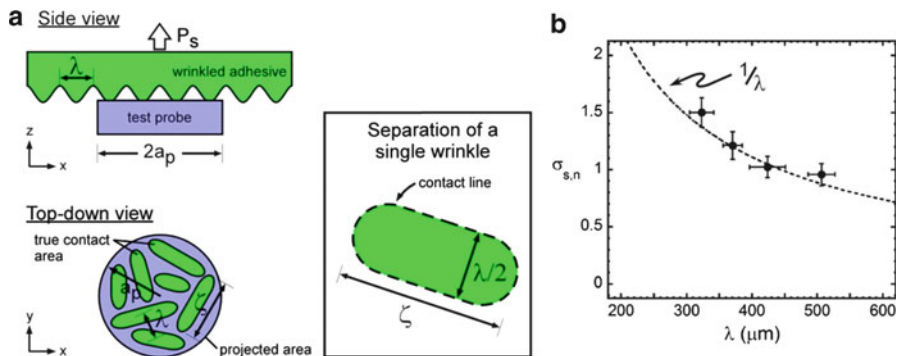 a Side view
P_s
λ
wrinkled adhesive
test probe
2a_p
z
x
Top-down view
true contact
area
a_p
λ
ζ
projected area
y
x
Separation of a
single wrinkle
contact line
λ/2
ζ
b
2
1.5
1
0.5
0
σ_s,n
1/λ
200 300 400 500 600
λ (μm)